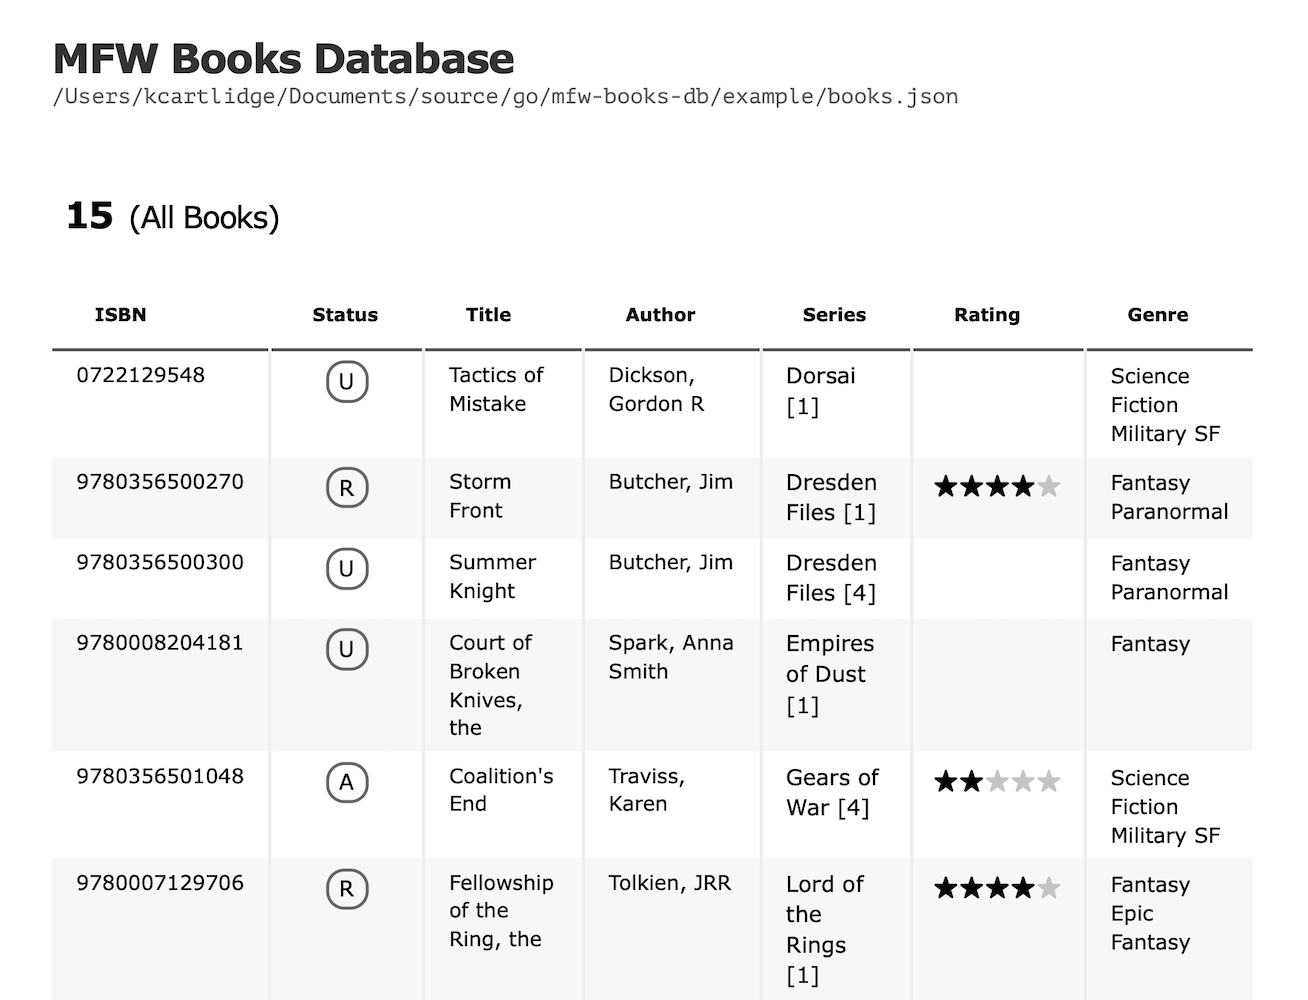 MFW Books Database
/Users/kcartlidge/Documents/source/go/mfw-books-db/example/books.json
15 (All Books)
ISBN Status Title Author Series Rating Genre
0722129548 U Tactics of Dickson, Dorsai Science
Mistake Gordon R [1] Fiction
Military SF
9780356500270 R Storm Butcher, Jim Dresden ★★★★★ Fantasy
Front Files [1] Paranormal
9780356500300 U Summer Butcher, Jim Dresden Fantasy
Knight Files [4] Paranormal
9780008204181 U Court of Spark, Anna Empires Fantasy
Broken Smith of Dust
Knives, [1]
the
9780356501048 A Coalition's Traviss, Gears of ★★★★★ Science
End Karen War [4] Fiction
Military SF
9780007129706 R Fellowship Tolkien, JRR Lord of ★★★★★ Fantasy
of the the Epic
Ring, the Rings Fantasy
[1]